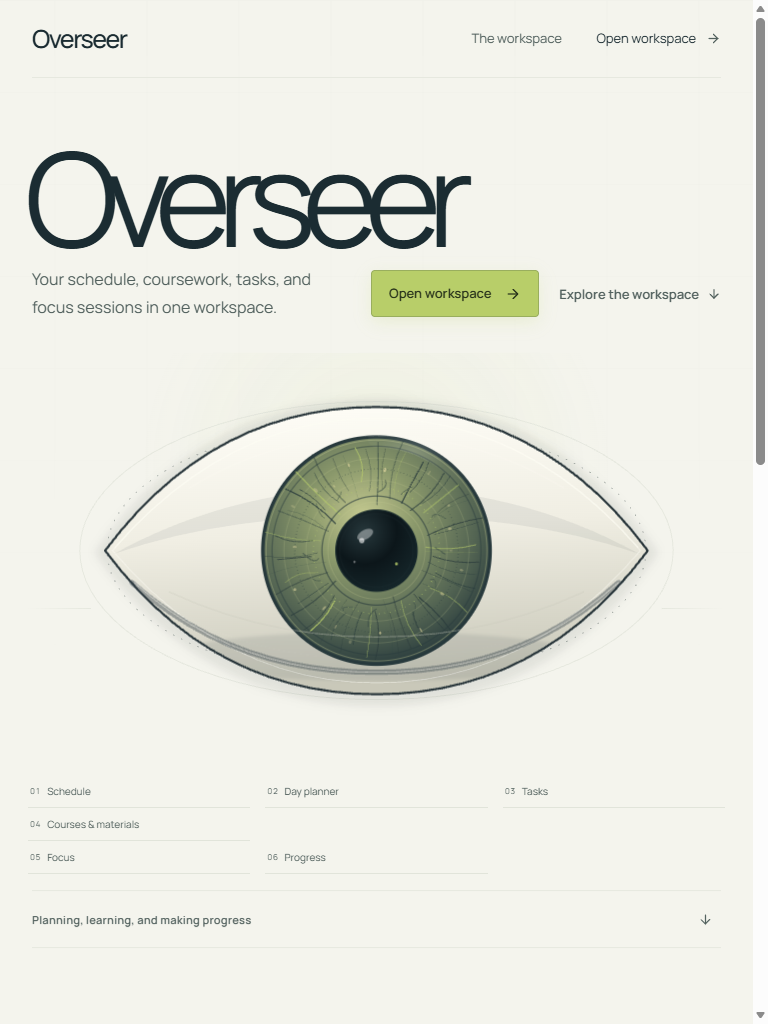 Overseer
The workspace
Open workspace →
Overseer
Your schedule, coursework, tasks, and
focus sessions in one workspace.
Open workspace →
Explore the workspace ↓
01 Schedule
02 Day planner
03 Tasks
04 Courses & materials
05 Focus
06 Progress
Planning, learning, and making progress ↓